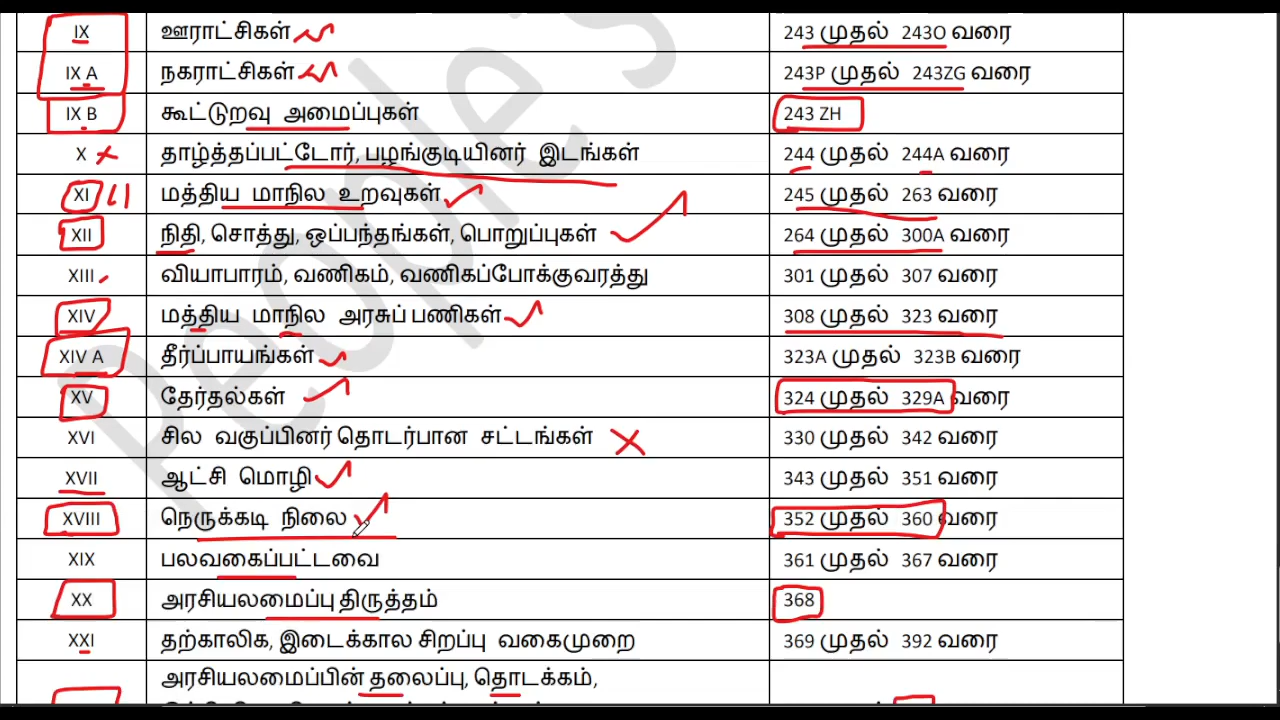 IX ஊராட்சிகள் 243 முதல் 243O வரை
IX A நகராட்சிகள் 243P முதல் 243ZG வரை
IX B கூட்டுறவு அமைப்புகள் 243 ZH
X தாழ்த்தப்பட்டோர், பழங்குடியினர் இடங்கள் 244 முதல் 244A வரை
XI மத்திய மாநில உறவுகள் 245 முதல் 263 வரை
XII நிதி, சொத்து, ஒப்பந்தங்கள், பொறுப்புகள் 264 முதல் 300A வரை
XIII வியாபாரம், வணிகம், வணிகப்போக்குவரத்து 301 முதல் 307 வரை
XIV மத்திய மாநில அரசுப் பணிகள் 308 முதல் 323 வரை
XIV A தீர்ப்பாயங்கள் 323A முதல் 323B வரை
XV தேர்தல்கள் 324 முதல் 329A வரை
XVI சில வகுப்பினர் தொடர்பான சட்டங்கள் 330 முதல் 342 வரை
XVII ஆட்சி மொழி 343 முதல் 351 வரை
XVIII நெருக்கடி நிலை 352 முதல் 360 வரை
XIX பலவகைப்பட்டவை 361 முதல் 367 வரை
XX அரசியலமைப்பு திருத்தம் 368
XXI தற்காலிக, இடைக்கால சிறப்பு வகைமுறை 369 முதல் 392 வரை
அரசியலமைப்பின் தலைப்பு, தொடக்கம்,
People's